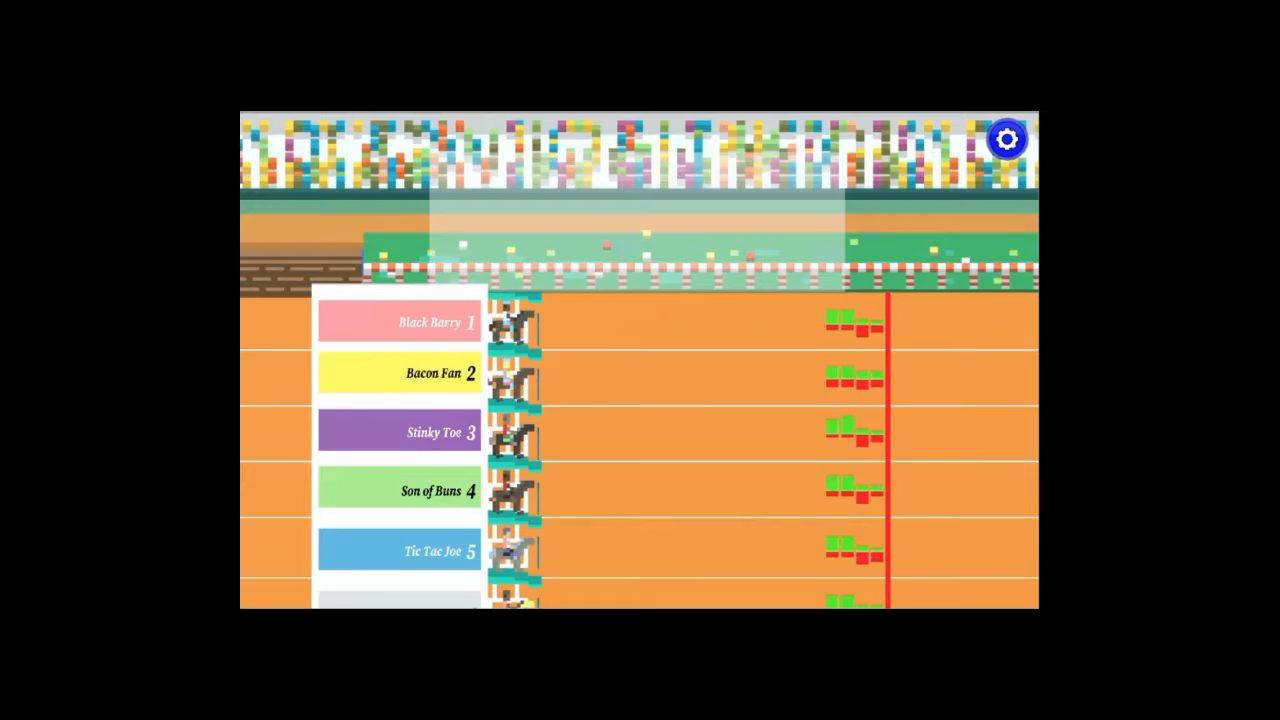 Black Barry 1
Bacon Fan 2
Stinky Toe 3
Son of Buns 4
Tic Tac Joe 5